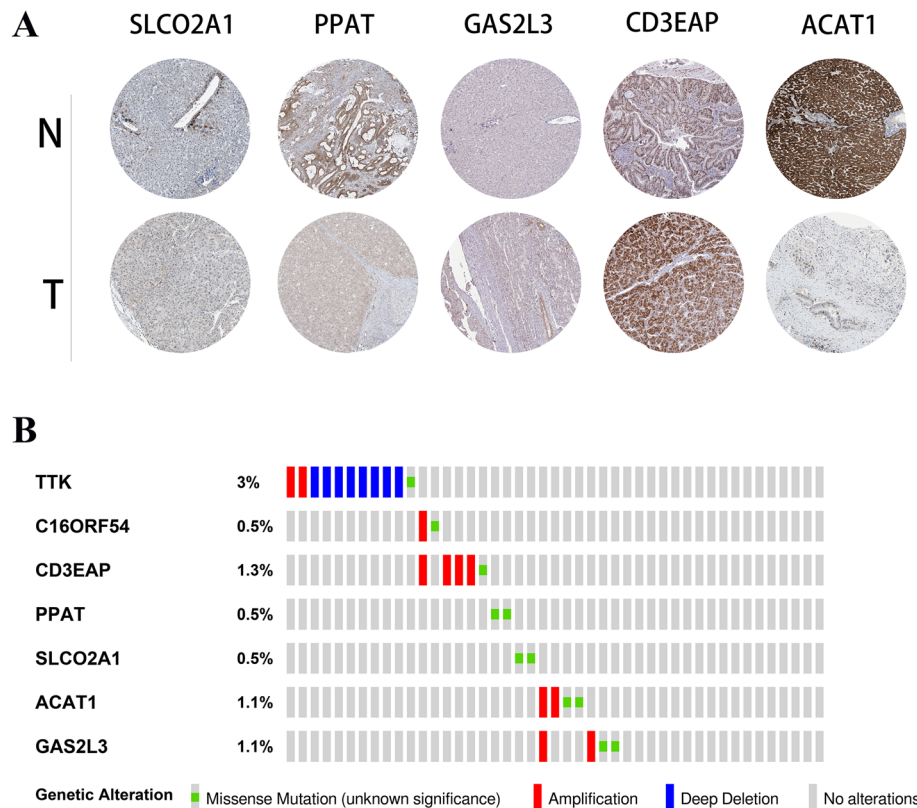 A
SLCO2A1 PPAT GAS2L3 CD3EAP ACAT1
N
T
B
TTK 3%
C16ORF54 0.5%
CD3EAP 1.3%
PPAT 0.5%
SLCO2A1 0.5%
ACAT1 1.1%
GAS2L3 1.1%
Genetic Alteration Missense Mutation (unknown significance) Amplification Deep Deletion No alterations